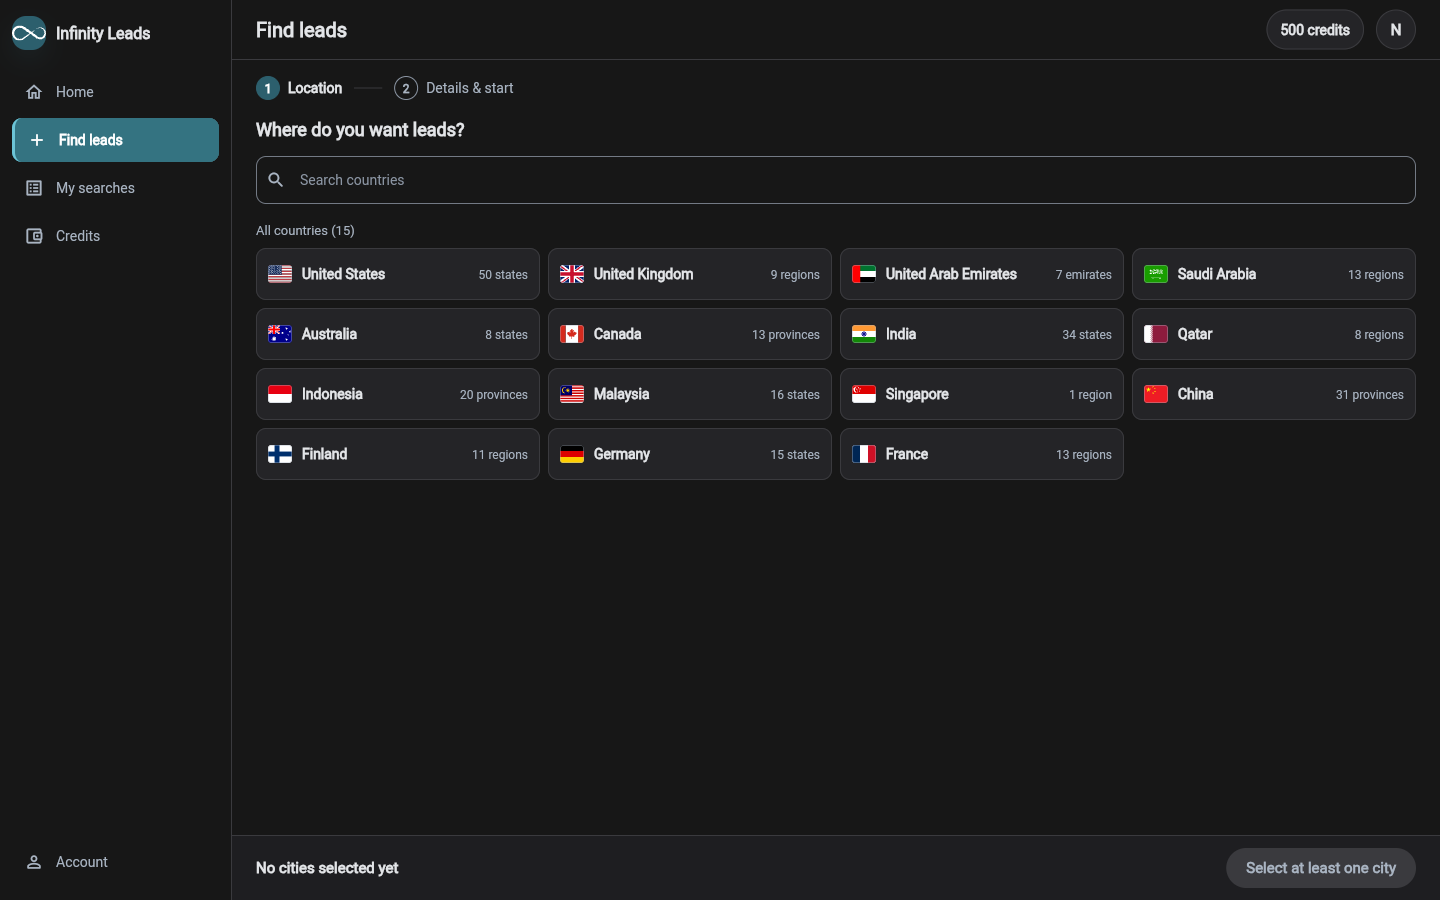 Infinity Leads
Home
Find leads
My searches
Credits
Account
Find leads
500 credits
N
1 Location
2 Details & start
Where do you want leads?
Search countries
All countries (15)
United States 50 states
United Kingdom 9 regions
United Arab Emirates 7 emirates
Saudi Arabia 13 regions
Australia 8 states
Canada 13 provinces
India 34 states
Qatar 8 regions
Indonesia 20 provinces
Malaysia 16 states
Singapore 1 region
China 31 provinces
Finland 11 regions
Germany 15 states
France 13 regions
No cities selected yet
Select at least one city